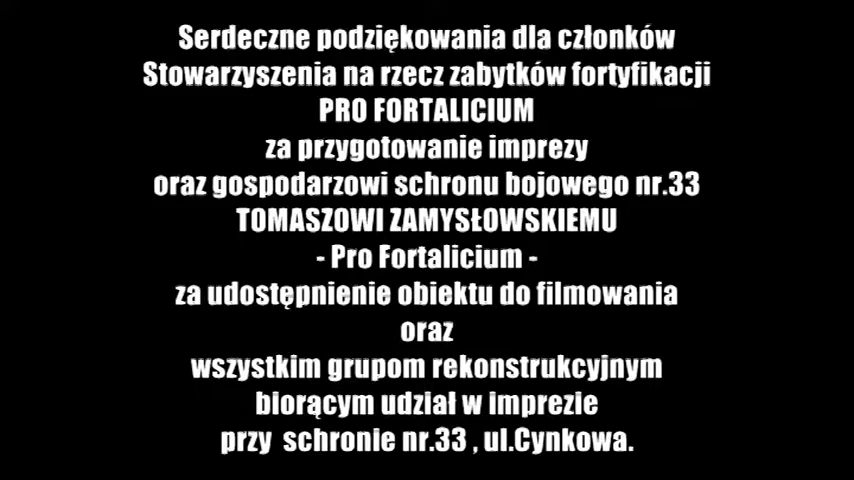 Serdeczne podziękowania dla członków
Stowarzyszenia na rzecz zabytków fortyfikacji
PRO FORTALICIUM
za przygotowanie imprezy
oraz gospodarzowi schronu bojowego nr.33
TOMASZOWI ZAMYSŁOWSKIEMU
- Pro Fortalicium -
za udostępnienie obiektu do filmowania
oraz
wszystkim grupom rekonstrukcyjnym
biorącym udział w imprezie
przy schronie nr.33 , ul.Cynkowa.